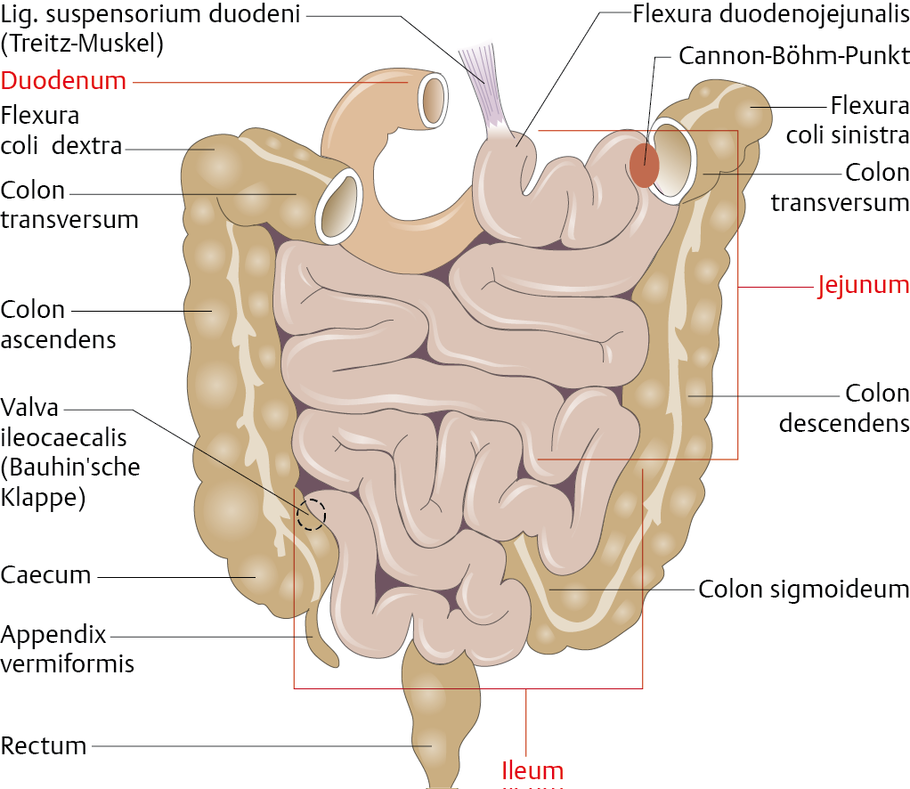 Lig. suspensorium duodeni
(Treitz-Muskel)
Duodenum
Flexura
coli dextra
Colon
transversum
Colon
ascendens
Valva
ileocaecalis
(Bauhin'sche
Klappe)
Caecum
Appendix
vermiformis
Rectum
Flexura duodenojejunalis
Cannon-Böhm-Punkt
Flexura
coli sinistra
Colon
transversum
Jejunum
Colon
descendens
Colon sigmoideum
Ileum